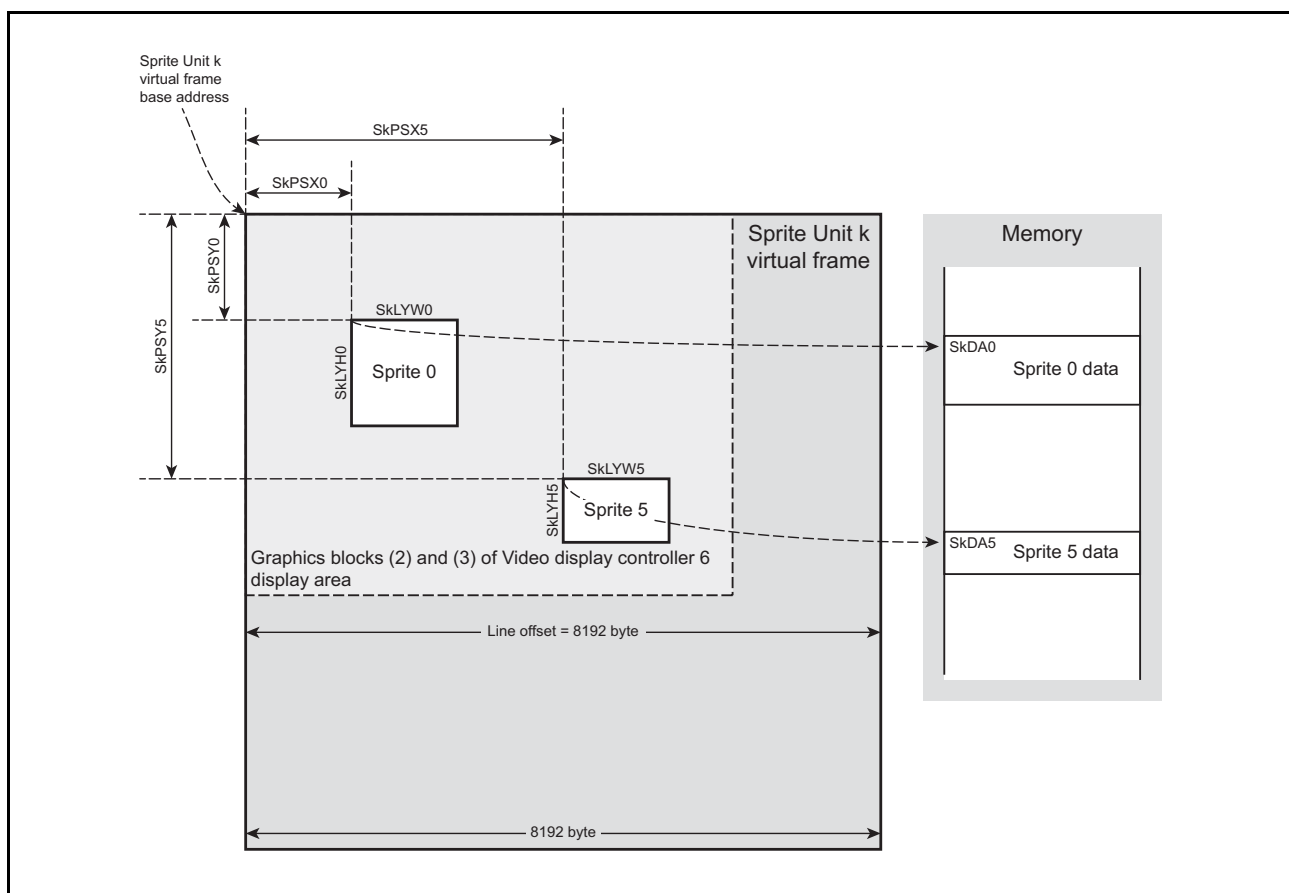 Sprite Unit k
virtual frame
base address
SkPSX5
SkPSX0
SkPSY0
SkPSY5
Sprite Unit k
virtual frame
Memory
SkLYW0
SkLYH0
Sprite 0
SkDA0
Sprite 0 data
SkLYW5
SkLYH5
Sprite 5
SkDA5
Sprite 5 data
Graphics blocks (2) and (3) of Video display controller 6
display area
Line offset = 8192 byte
8192 byte